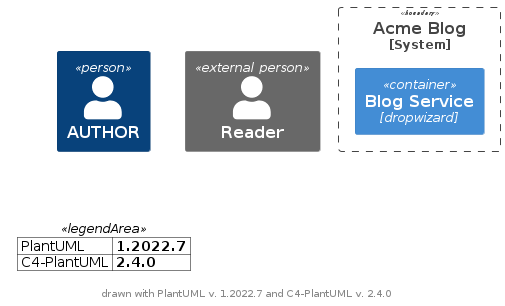 «person»
AUTHOR
«external person»
Reader
«boundary»
Acme Blog
[System]
«container»
Blog Service
[dropwizard]
«legendArea»
PlantUML 1.2022.7
C4-PlantUML 2.4.0
drawn with PlantUML v. 1.2022.7 and C4-PlantUML v. 2.4.0